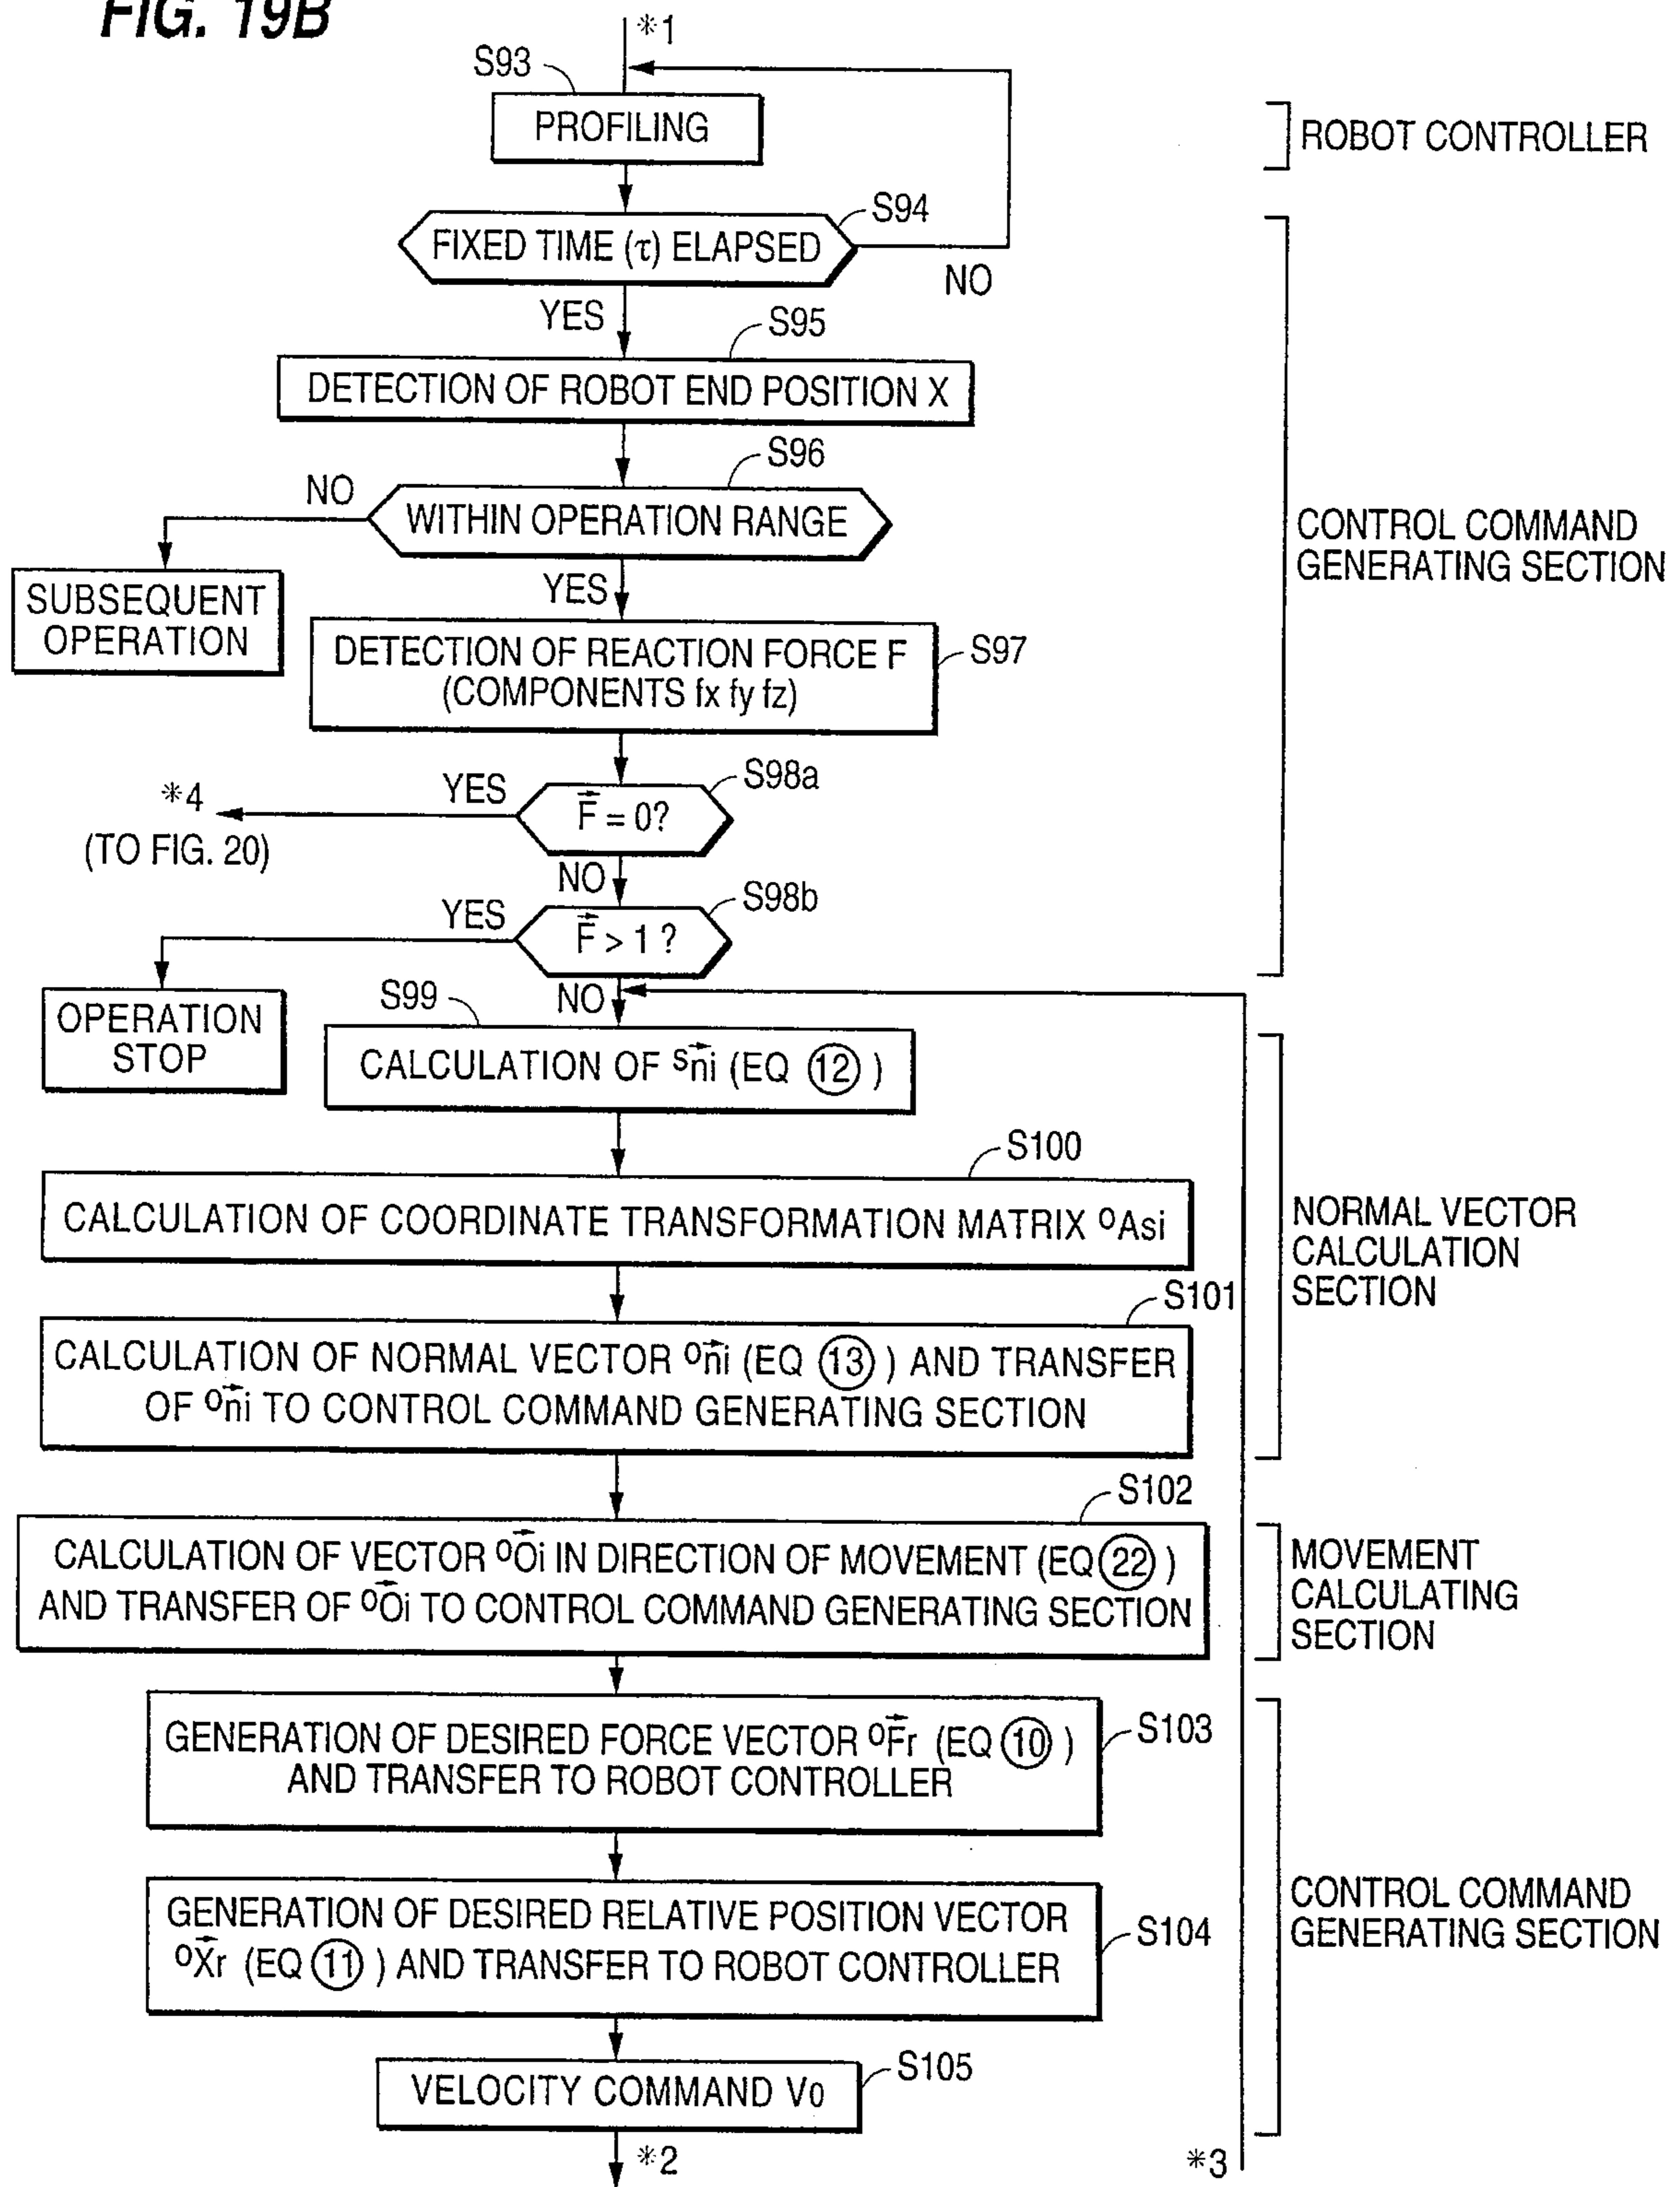 FIG. 19B
*1
S93
PROFILING
ROBOT CONTROLLER
S94
FIXED TIME (τ) ELAPSED
NO
YES
S95
DETECTION OF ROBOT END POSITION X
S96
NO
WITHIN OPERATION RANGE
CONTROL COMMAND
GENERATING SECTION
YES
SUBSEQUENT
OPERATION
DETECTION OF REACTION FORCE F
(COMPONENTS fx fy fz)
S97
S98a
YES
*4
(TO FIG. 20)
F⃗ = 0?
NO
S98b
YES
F⃗ > 1 ?
S99
NO
OPERATION
STOP
CALCULATION OF ˢn⃗i (EQ ⑫ )
S100
CALCULATION OF COORDINATE TRANSFORMATION MATRIX ᴼAsi
NORMAL VECTOR
CALCULATION
SECTION
S101
CALCULATION OF NORMAL VECTOR ᴼn⃗i (EQ ⑬ ) AND TRANSFER
OF ᴼn⃗i TO CONTROL COMMAND GENERATING SECTION
S102
CALCULATION OF VECTOR ᴼO⃗i IN DIRECTION OF MOVEMENT (EQ ㉒ )
AND TRANSFER OF ᴼO⃗i TO CONTROL COMMAND GENERATING SECTION
MOVEMENT
CALCULATING
SECTION
GENERATION OF DESIRED FORCE VECTOR ᴼF⃗r (EQ ⑩ )
AND TRANSFER TO ROBOT CONTROLLER
S103
GENERATION OF DESIRED RELATIVE POSITION VECTOR
ᴼX⃗r (EQ ⑪ ) AND TRANSFER TO ROBOT CONTROLLER
S104
CONTROL COMMAND
GENERATING SECTION
S105
VELOCITY COMMAND V₀
*2
*3